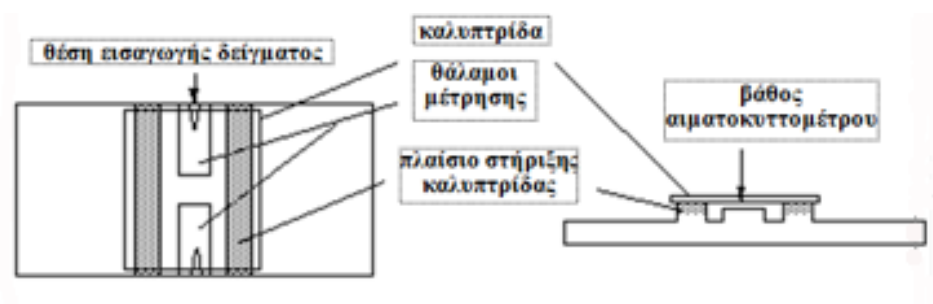 θέση εισαγωγής δείγματος
καλυπτρίδα
θάλαμοι
μέτρησης
πλαίσιο στήριξης
καλυπτρίδας
βάθος
αιματοκυττομέτρου